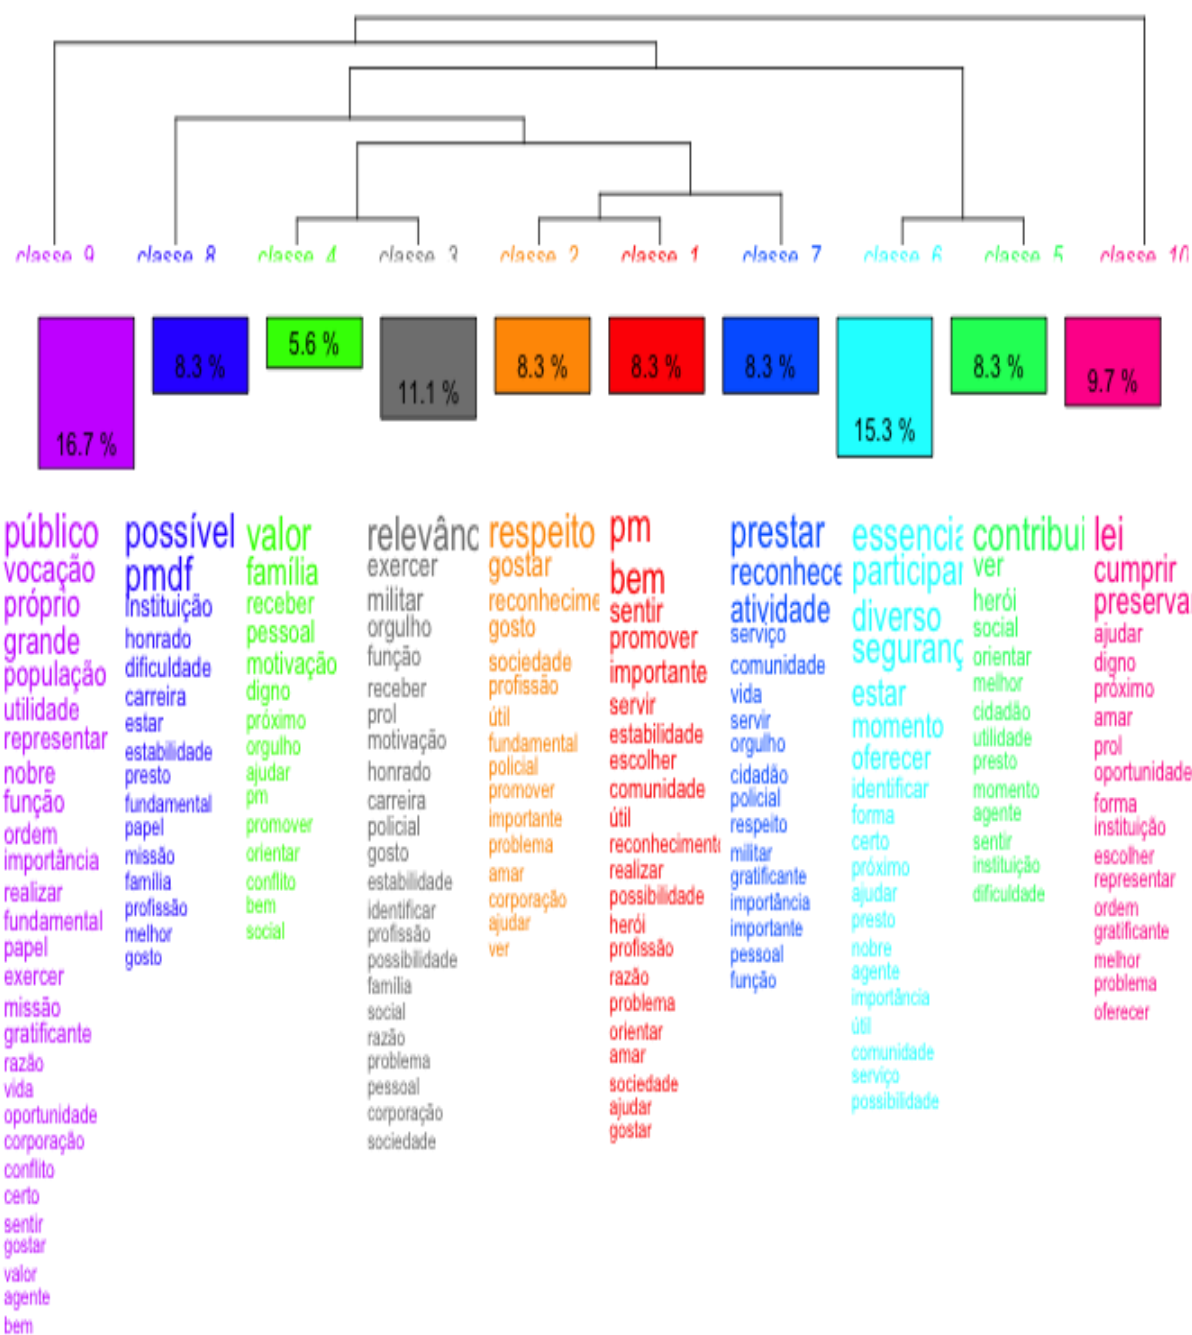 classe 9
classe 8
classe 4
classe 3
classe 2
classe 1
classe 7
classe 6
classe 5
classe 10
16.7 %
8.3 %
5.6 %
11.1 %
8.3 %
8.3 %
8.3 %
15.3 %
8.3 %
9.7 %
público
vocação
próprio
grande
população
utilidade
representar
nobre
função
ordem
importância
realizar
fundamental
papel
exercer
missão
gratificante
razão
vida
oportunidade
corporação
conflito
certo
sentir
gostar
valor
agente
bem
possível
pmdf
instituição
honrado
dificuldade
carreira
estar
estabilidade
presto
fundamental
papel
missão
família
profissão
melhor
gosto
valor
família
receber
pessoal
motivação
digno
próximo
orgulho
ajudar
pm
promover
orientar
conflito
bem
social
relevânc
exercer
militar
orgulho
função
receber
prol
motivação
honrado
carreira
policial
gosto
estabilidade
identificar
profissão
possibilidade
família
social
razão
problema
pessoal
corporação
sociedade
respeito
gostar
reconhecime
gosto
sociedade
profissão
útil
fundamental
policial
promover
importante
problema
amar
corporação
ajudar
ver
pm
bem
sentir
promover
importante
servir
estabilidade
escolher
comunidade
útil
reconhecimento
realizar
possibilidade
herói
profissão
razão
problema
orientar
amar
sociedade
ajudar
gostar
prestar
reconhece
atividade
serviço
comunidade
vida
servir
orgulho
cidadão
policial
respeito
militar
gratificante
importância
importante
pessoal
função
essencia
participar
diverso
seguranç
estar
momento
oferecer
identificar
forma
certo
próximo
ajudar
presto
nobre
agente
importância
útil
comunidade
serviço
possibilidade
contribui
ver
herói
social
orientar
melhor
cidadão
utilidade
presto
momento
agente
sentir
instituição
dificuldade
lei
cumprir
preservar
ajudar
digno
próximo
amar
prol
oportunidade
forma
instituição
escolher
representar
ordem
gratificante
melhor
problema
oferecer